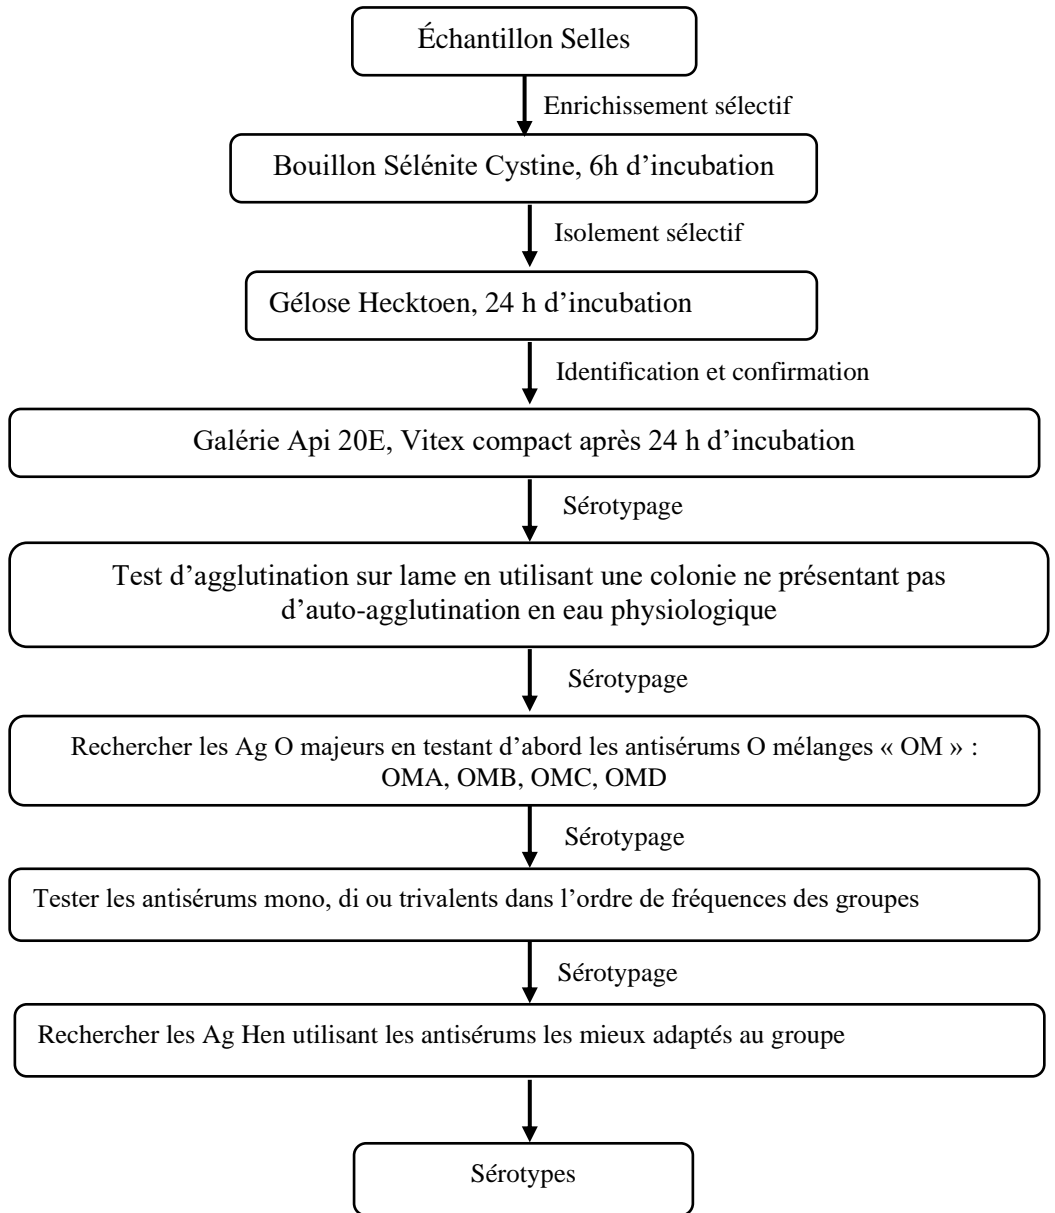 Échantillon Selles
Enrichissement sélectif
Bouillon Sélénite Cystine, 6h d’incubation
Isolement sélectif
Gélose Hecktoen, 24 h d’incubation
Identification et confirmation
Galérie Api 20E, Vitex compact après 24 h d’incubation
Sérotypage
Test d’agglutination sur lame en utilisant une colonie ne présentant pas
d’auto-agglutination en eau physiologique
Sérotypage
Rechercher les Ag O majeurs en testant d’abord les antisérums O mélanges « OM » :
OMA, OMB, OMC, OMD
Sérotypage
Tester les antisérums mono, di ou trivalents dans l’ordre de fréquences des groupes
Sérotypage
Rechercher les Ag Hen utilisant les antisérums les mieux adaptés au groupe
Sérotypes